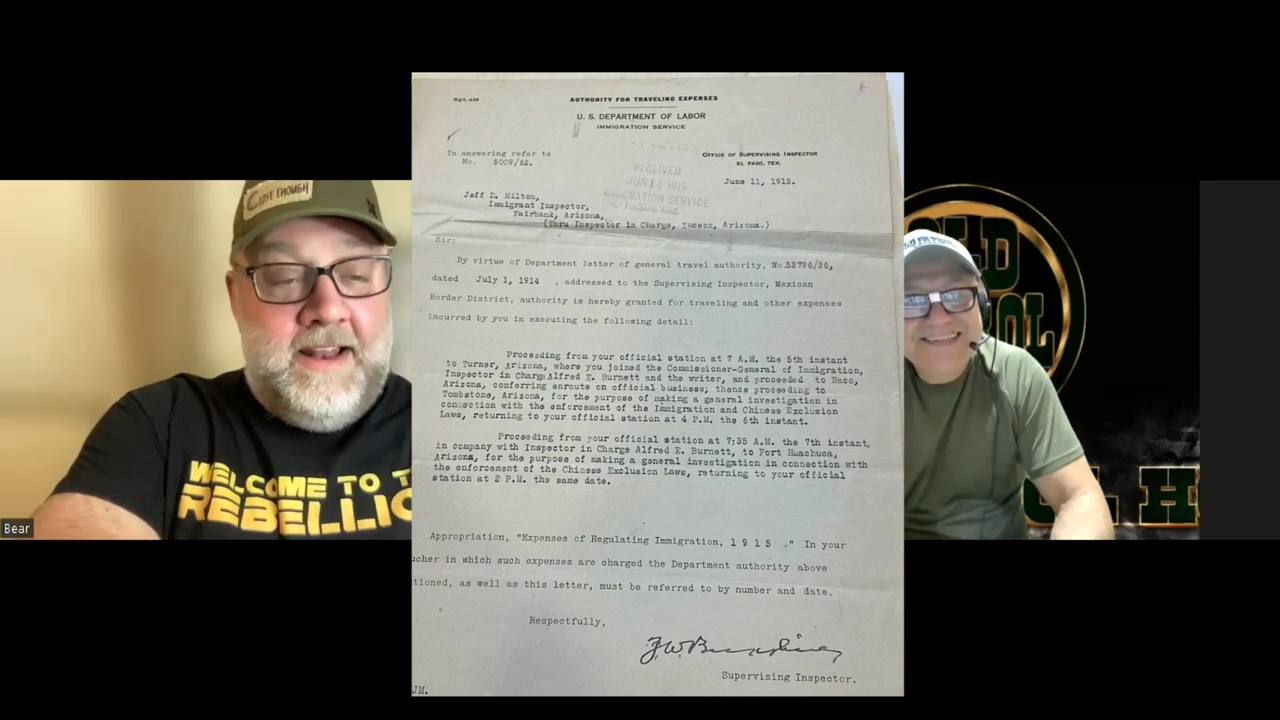 Spl. 418
AUTHORITY FOR TRAVELING EXPENSES
U. S. DEPARTMENT OF LABOR
IMMIGRATION SERVICE
In answering refer to
No. 5009/62.
OFFICE OF SUPERVISING INSPECTOR
EL PASO, TEX.
RECEIVED
JUN 1 1915
IMMIGRATION SERVICE
TUCSON, ARIZ.
June 11, 1915.
Jeff D. Milton,
Immigrant Inspector,
Fairbank, Arizona,
(Thru Inspector in Charge, Tucson, Arizona.)
Sir:
By virtue of Department letter of general travel authority, No.53796/36,
dated July 1, 1914 , addressed to the Supervising Inspector, Mexican
Border District, authority is hereby granted for traveling and other expenses
incurred by you in executing the following detail:
Proceeding from your official station at 7 A.M. the 5th instant
to Turner, Arizona, where you joined the Commissioner-General of Immigration,
Inspector in Charge Alfred E. Burnett and the writer, and proceeded to Naco,
Arizona, conferring enroute on official business; thence proceeding to
Tombstone, Arizona, for the purpose of making a general investigation in
connection with the enforcement of the Immigration and Chinese Exclusion
Laws, returning to your official station at 4 P.M. the 6th instant.
Proceeding from your official station at 7:35 A.M. the 7th instant,
in company with Inspector in Charge Alfred E. Burnett, to Fort Huachuca,
Arizona, for the purpose of making a general investigation in connection with
the enforcement of the Chinese Exclusion Laws, returning to your official
station at 2 P.M. the same date.
Appropriation, "Expenses of Regulating Immigration, 1 9 1 5 ." In your
ucher in which such expenses are charged the Department authority above
tioned, as well as this letter, must be referred to by number and date.
Respectfully,
F.W.
Supervising Inspector.
JM.
CLOSE ENOUGH
WELCOME TO T
REBELLIO
Bear